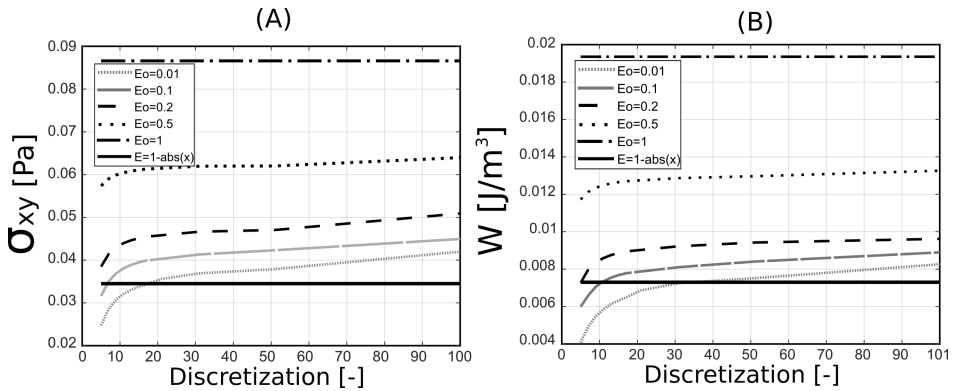 (A)
σxy [Pa]
0.09
0.08
0.07
0.06
0.05
0.04
0.03
0.02
Eo=0.01
Eo=0.1
Eo=0.2
Eo=0.5
Eo=1
E=1-abs(x)
0 10 20 30 40 50 60 70 80 90 100
Discretization [-]
(B)
W [J/m³]
0.02
0.018
0.016
0.014
0.012
0.01
0.008
0.006
0.004
Eo=0.01
Eo=0.1
Eo=0.2
Eo=0.5
Eo=1
E=1-abs(x)
0 10 20 30 40 50 60 70 80 90 101
Discretization [-]